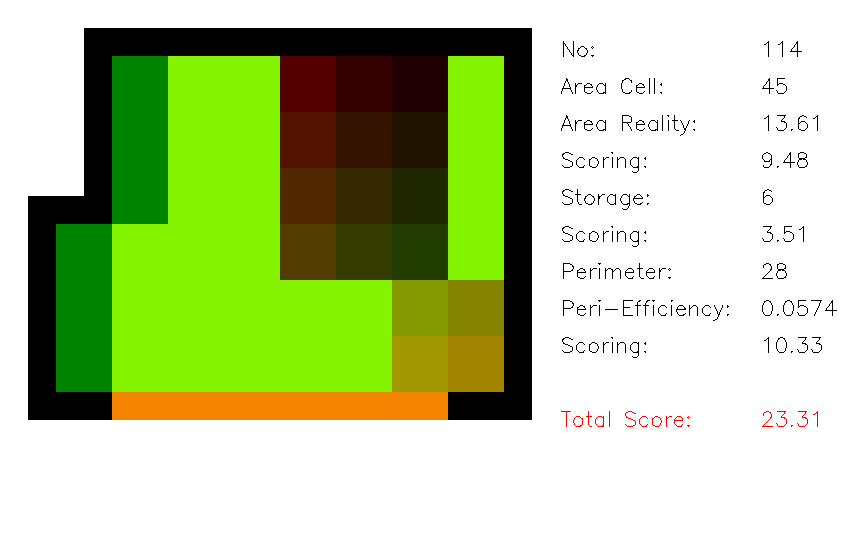 No: 114
Area Cell: 45
Area Reality: 13.61
Scoring: 9.48
Storage: 6
Scoring: 3.51
Perimeter: 28
Peri-Efficiency: 0.0574
Scoring: 10.33
Total Score: 23.31